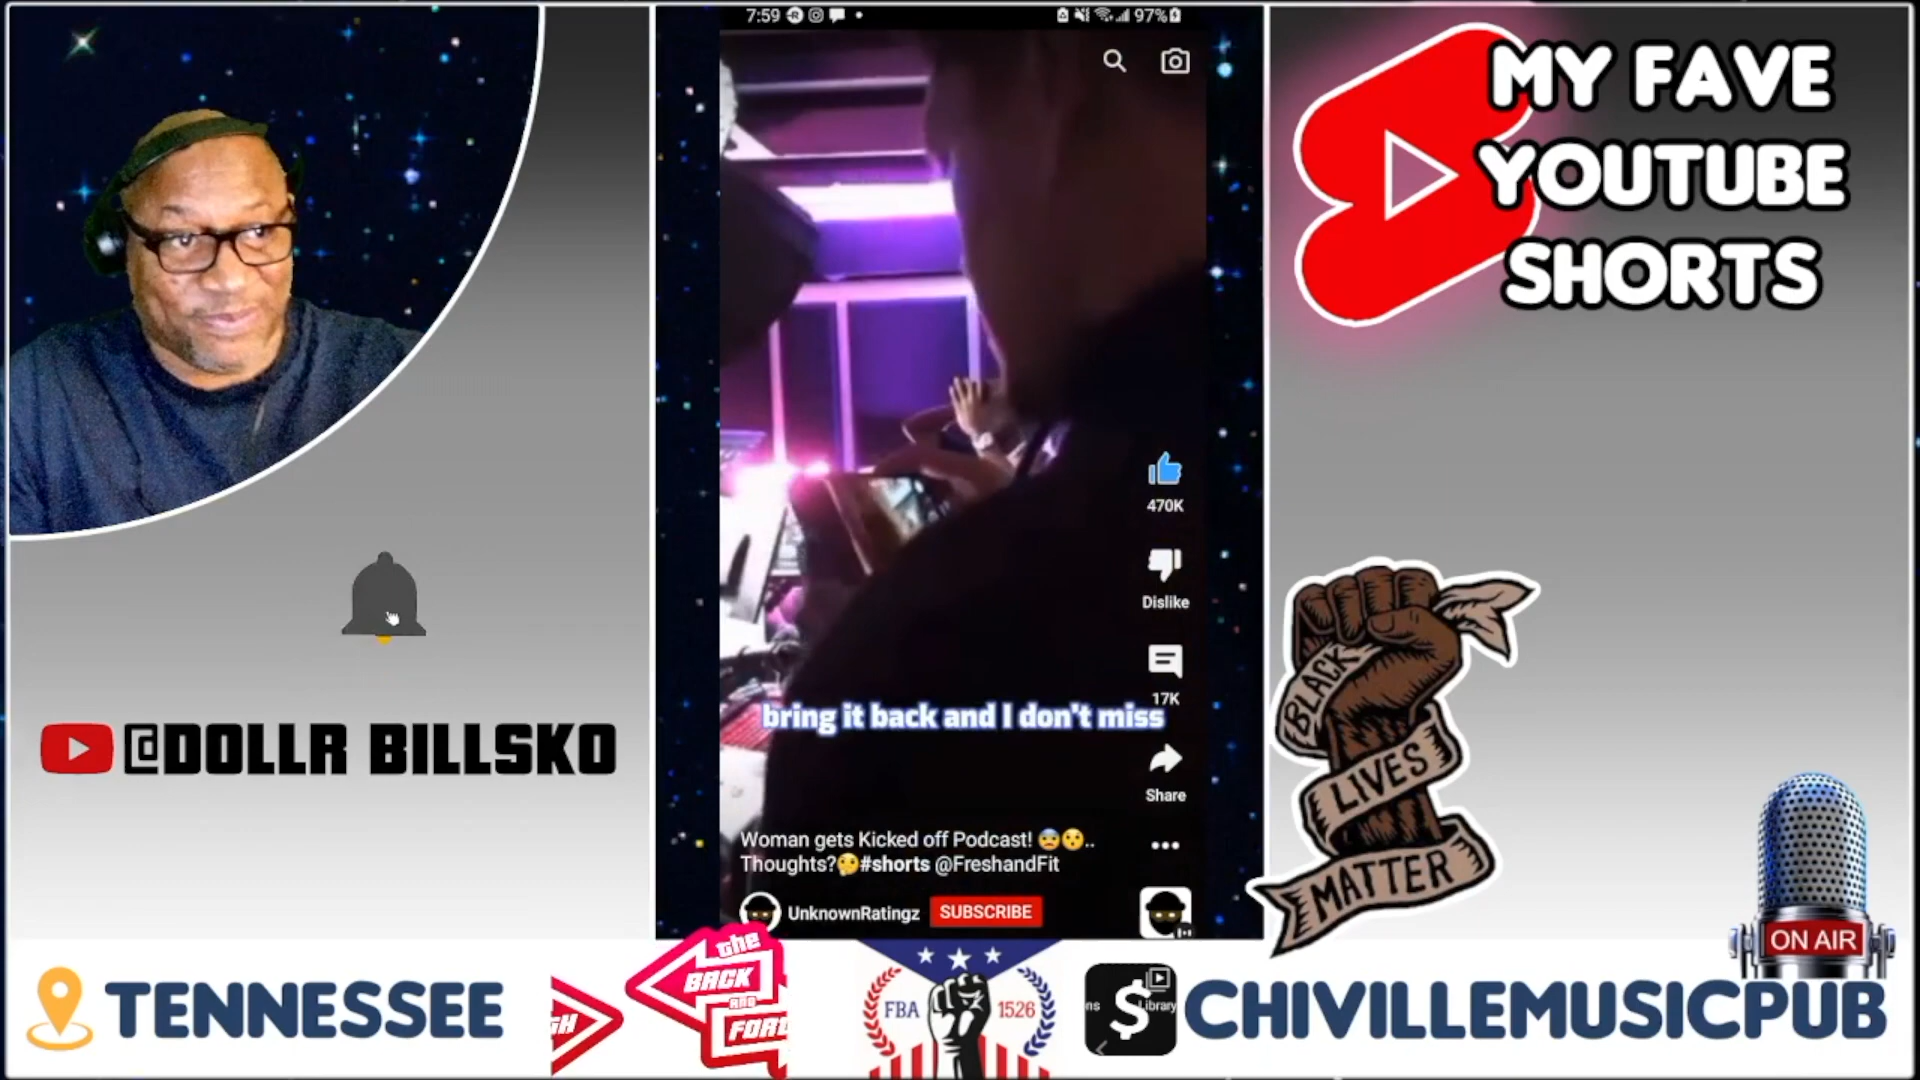 7:59
97%
MY FAVE
YOUTUBE
SHORTS
470K
Dislike
17K
bring it back and I don't miss
Share
Woman gets Kicked off Podcast! 😨😯..
Thoughts?🤔#shorts @FreshandFit
UnknownRatingz
SUBSCRIBE
@DOLLR BILLSKO
BLACK
LIVES
MATTER
ON AIR
TENNESSEE
the
BACK
AND
FBA
1526
$
Library
CHIVILLEMUSICPUB